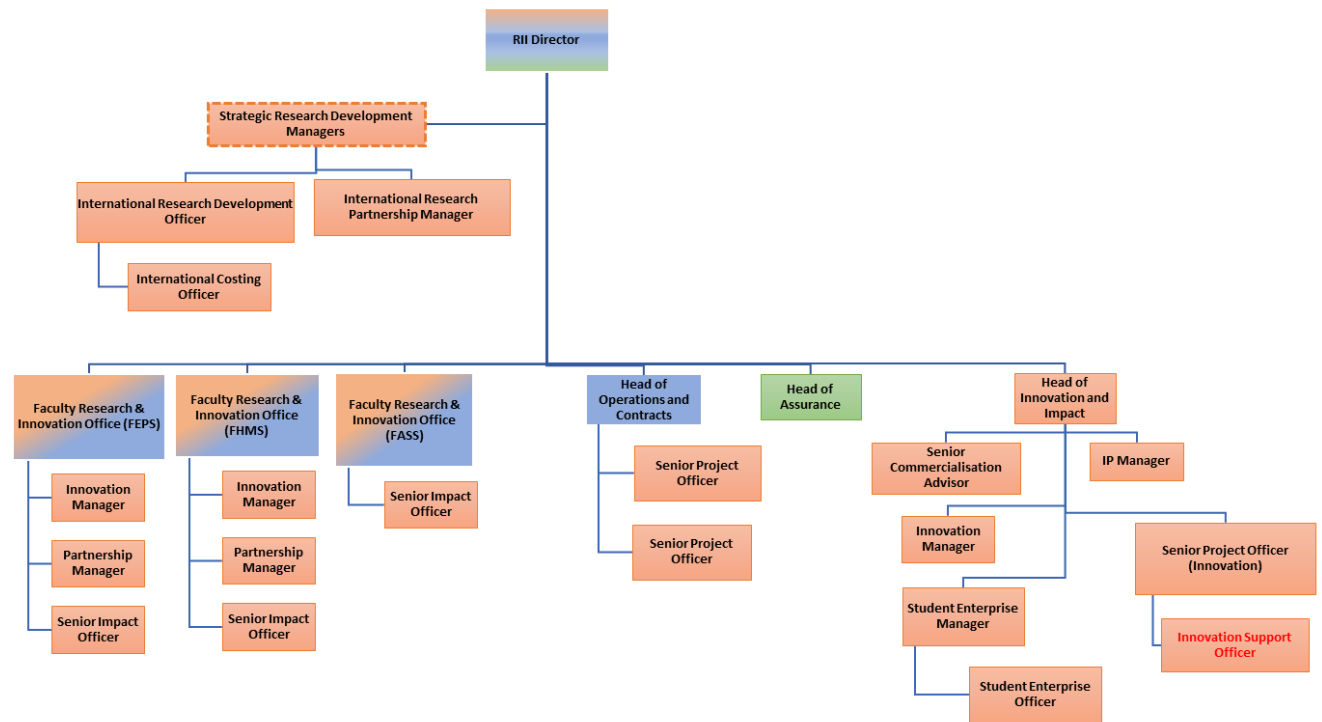 RII Director
Strategic Research Development
Managers
International Research Development
Officer
International Research
Partnership Manager
International Costing
Officer
Faculty Research &
Innovation Office (FEPS)
Innovation
Manager
Partnership
Manager
Senior Impact
Officer
Faculty Research &
Innovation Office
(FHMS)
Innovation
Manager
Partnership
Manager
Senior Impact
Officer
Faculty Research &
Innovation Office
(FASS)
Senior Impact
Officer
Head of
Operations and
Contracts
Senior Project
Officer
Senior Project
Officer
Head of
Assurance
Head of
Innovation and
Impact
Senior
Commercialisation
Advisor
IP Manager
Innovation
Manager
Senior Project Officer
(Innovation)
Student Enterprise
Manager
Innovation Support
Officer
Student Enterprise
Officer